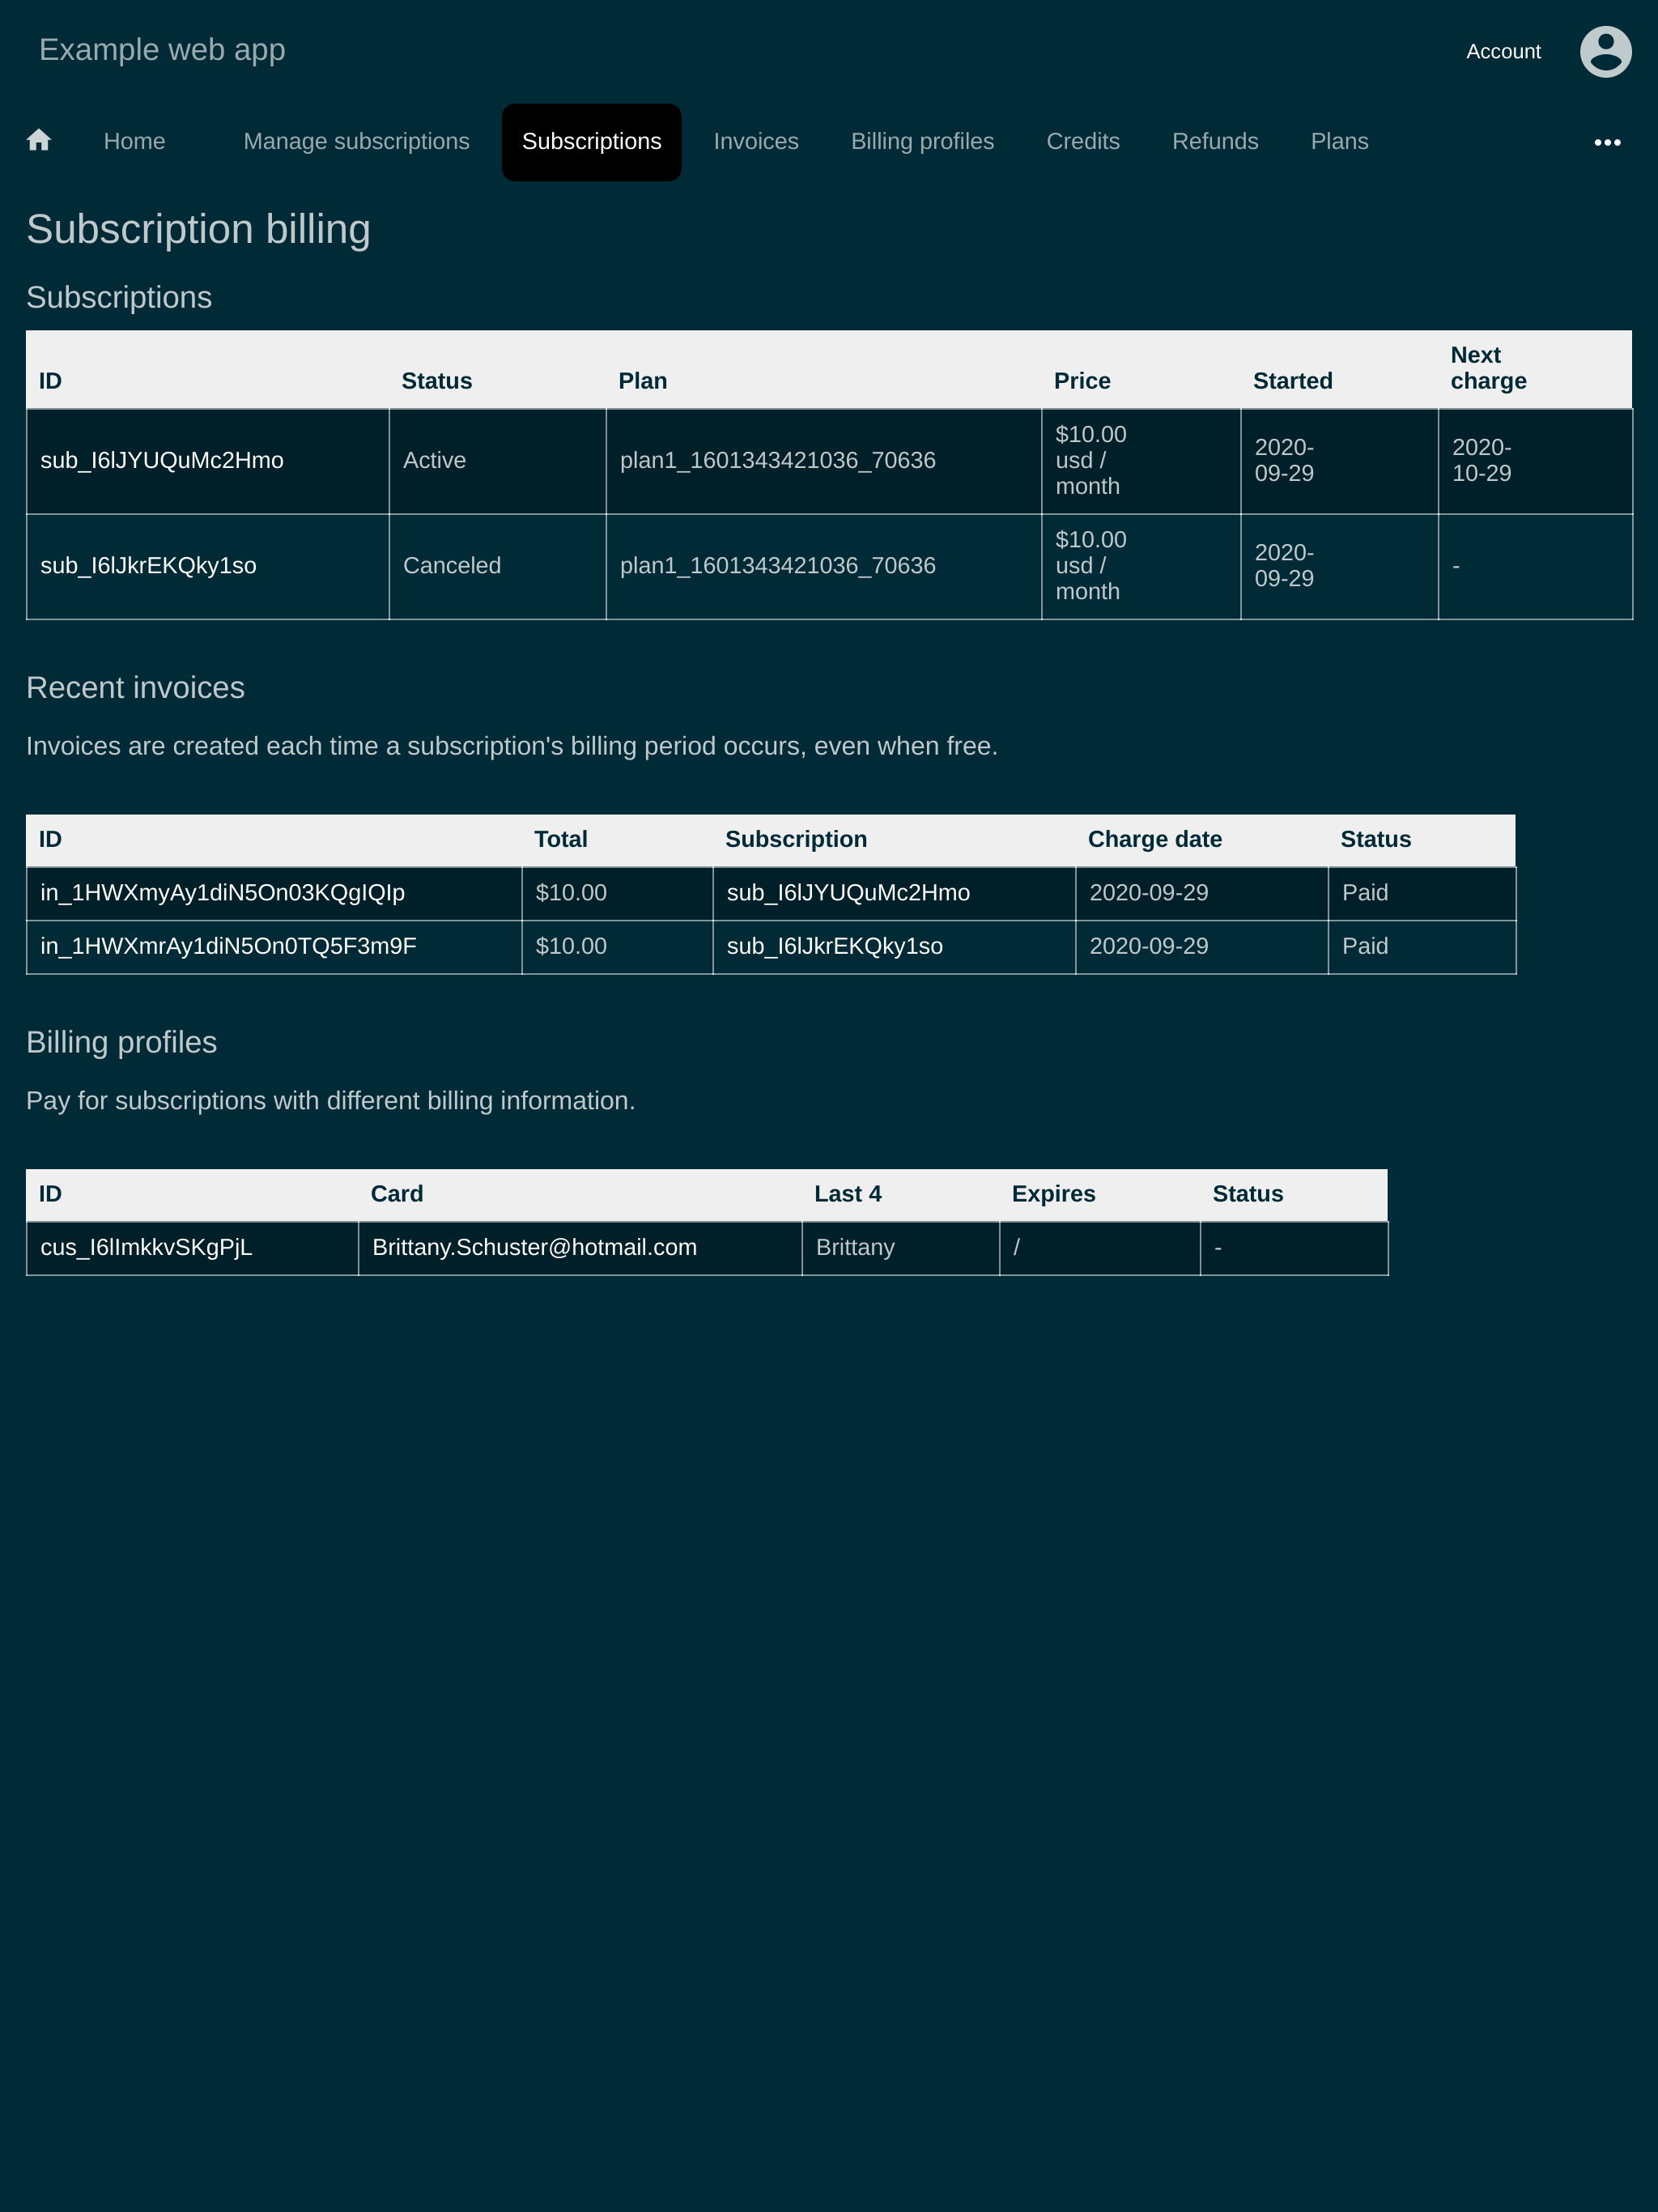 Example web app
Account
Home Manage subscriptions Subscriptions Invoices Billing profiles Credits Refunds Plans
Subscription billing
Subscriptions
ID Status Plan Price Started Next charge
sub_I6lJYUQuMc2Hmo Active plan1_1601343421036_70636 $10.00 usd / month 2020-09-29 2020-10-29
sub_I6lJkrEKQky1so Canceled plan1_1601343421036_70636 $10.00 usd / month 2020-09-29 -
Recent invoices
Invoices are created each time a subscription's billing period occurs, even when free.
ID Total Subscription Charge date Status
in_1HWXmyAy1diN5On03KQgIQIp $10.00 sub_I6lJYUQuMc2Hmo 2020-09-29 Paid
in_1HWXmrAy1diN5On0TQ5F3m9F $10.00 sub_I6lJkrEKQky1so 2020-09-29 Paid
Billing profiles
Pay for subscriptions with different billing information.
ID Card Last 4 Expires Status
cus_I6lImkkvSKgPjL Brittany.Schuster@hotmail.com Brittany / -